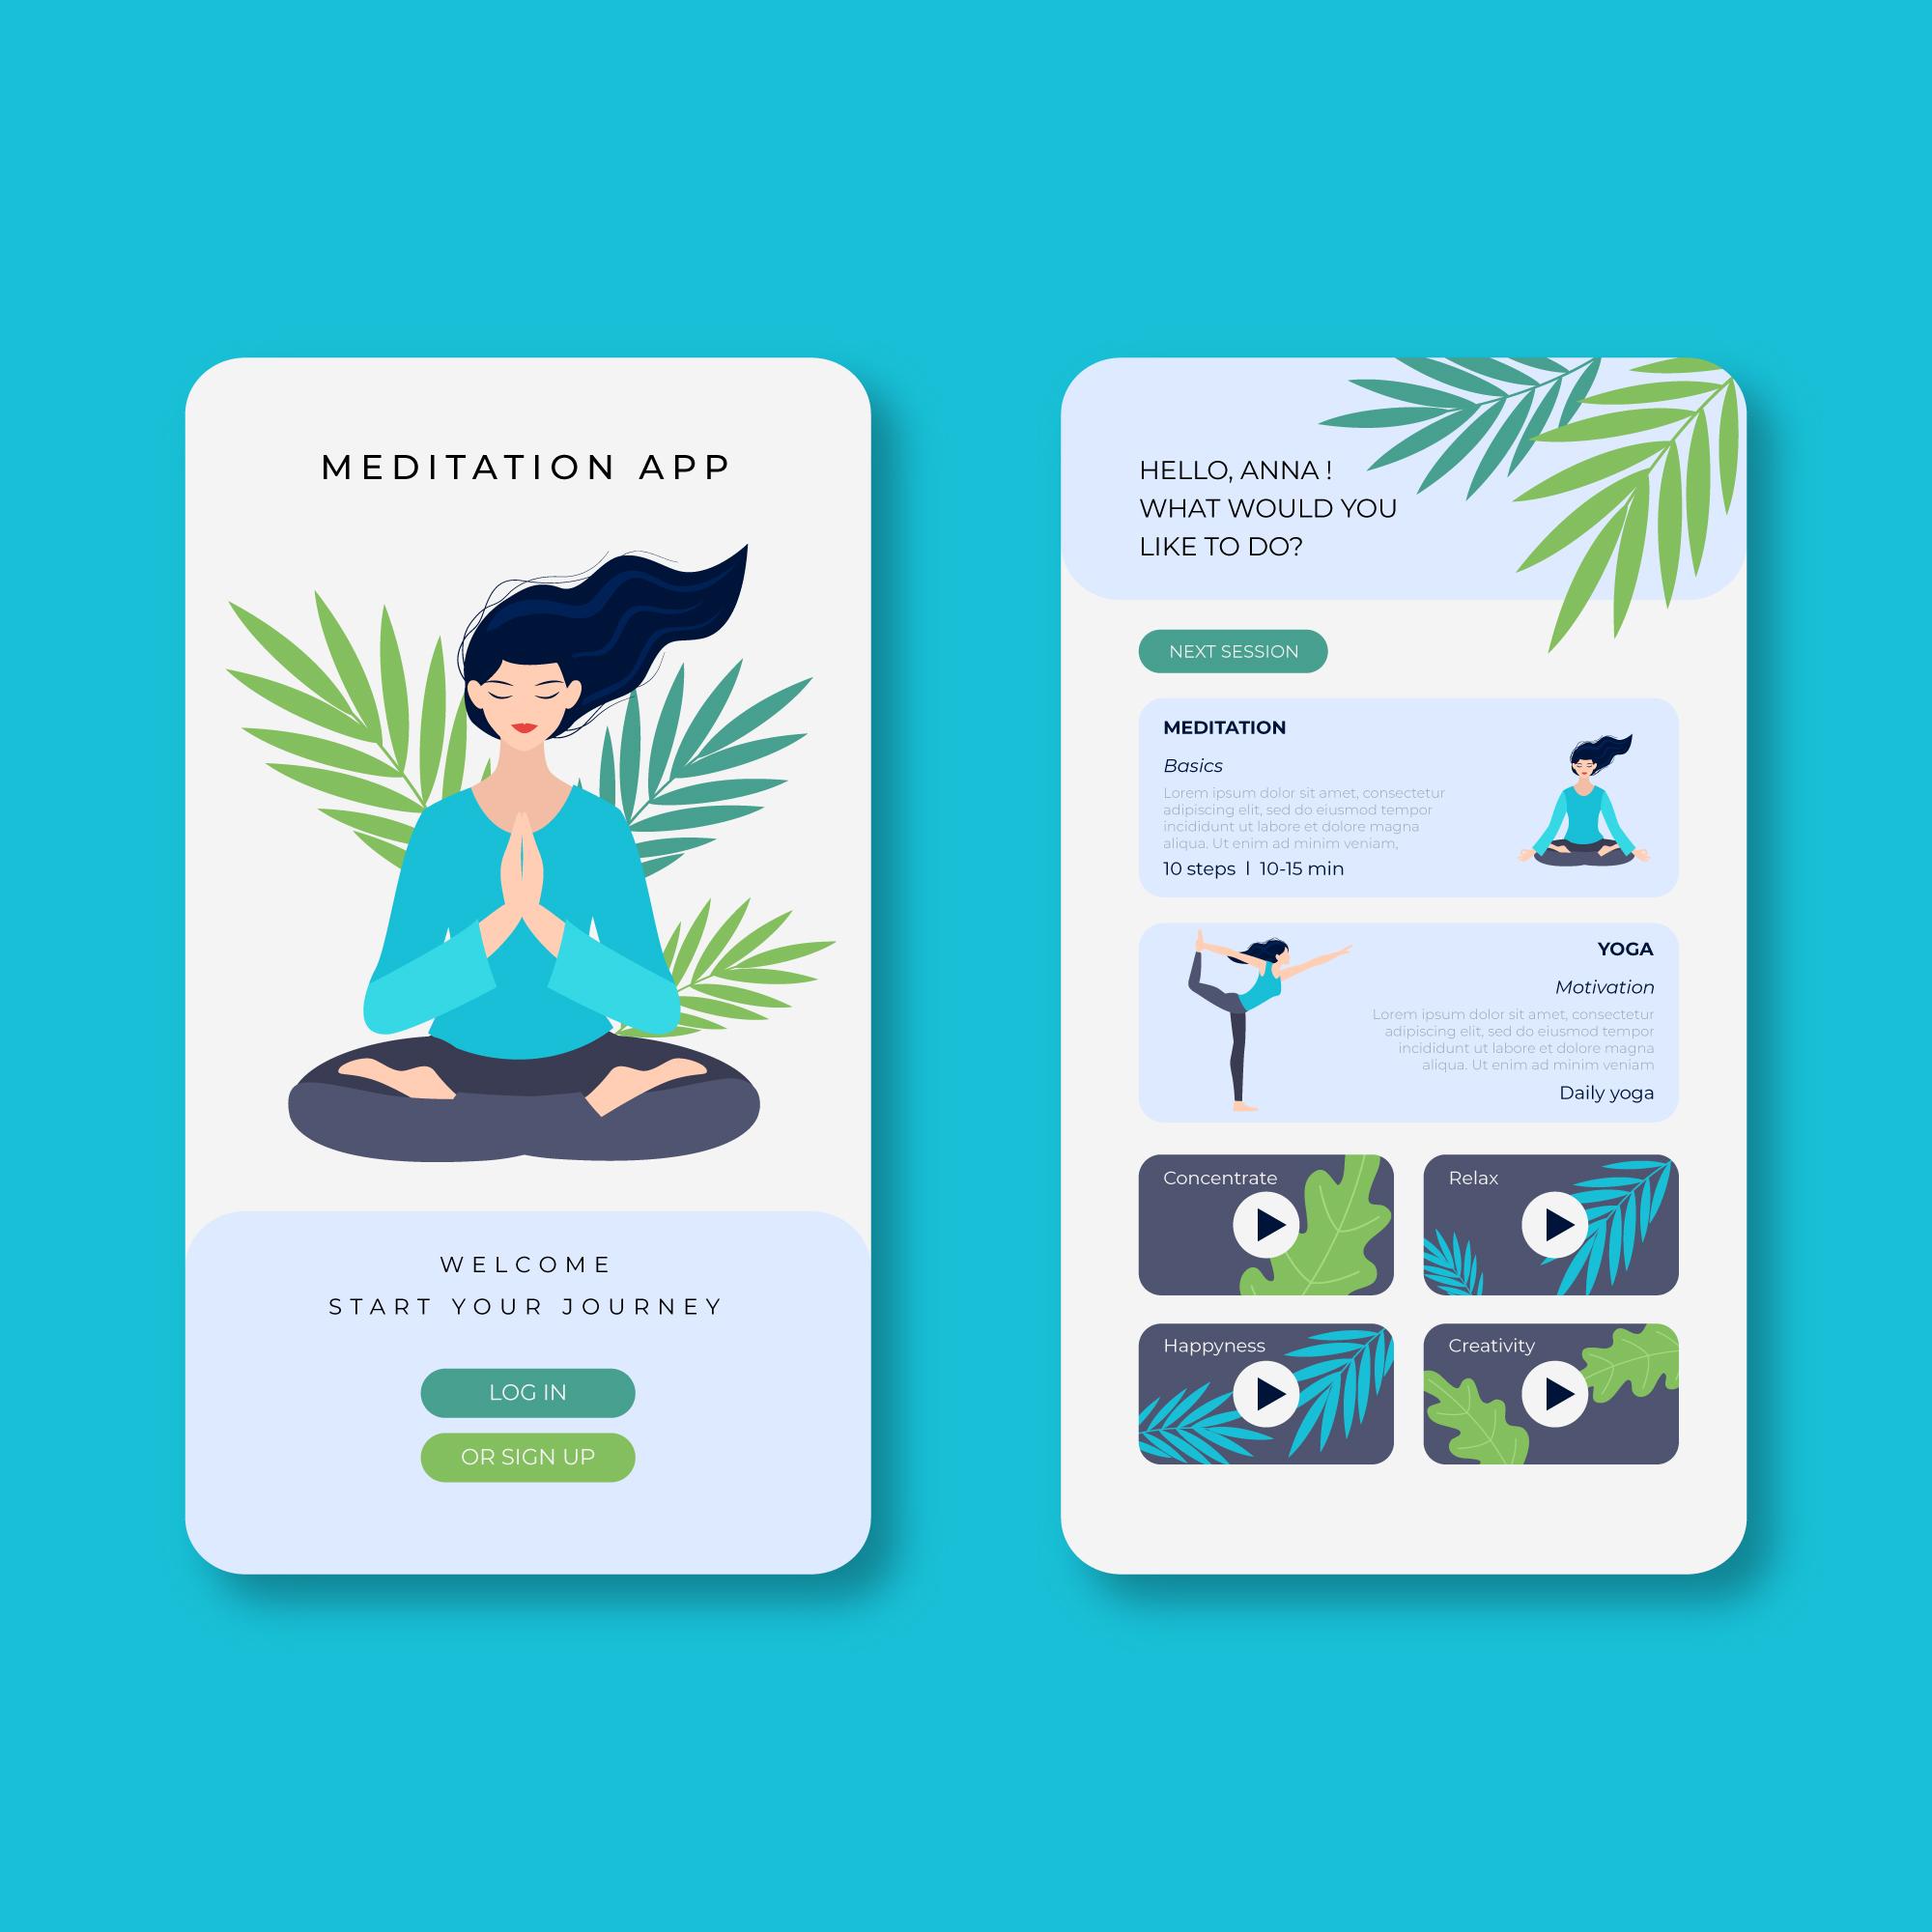 MEDITATION APP
WELCOME
START YOUR JOURNEY
LOG IN
OR SIGN UP
HELLO, ANNA !
WHAT WOULD YOU
LIKE TO DO?
NEXT SESSION
MEDITATION
Basics
Lorem ipsum dolor sit amet, consectetur
adipiscing elit, sed do eiusmod tempor
incididunt ut labore et dolore magna
aliqua. Ut enim ad minim veniam,
10 steps | 10-15 min
YOGA
Motivation
Lorem ipsum dolor sit amet, consectetur
adipiscing elit, sed do eiusmod tempor
incididunt ut labore et dolore magna
aliqua. Ut enim ad minim veniam
Daily yoga
Concentrate
Relax
Happyness
Creativity